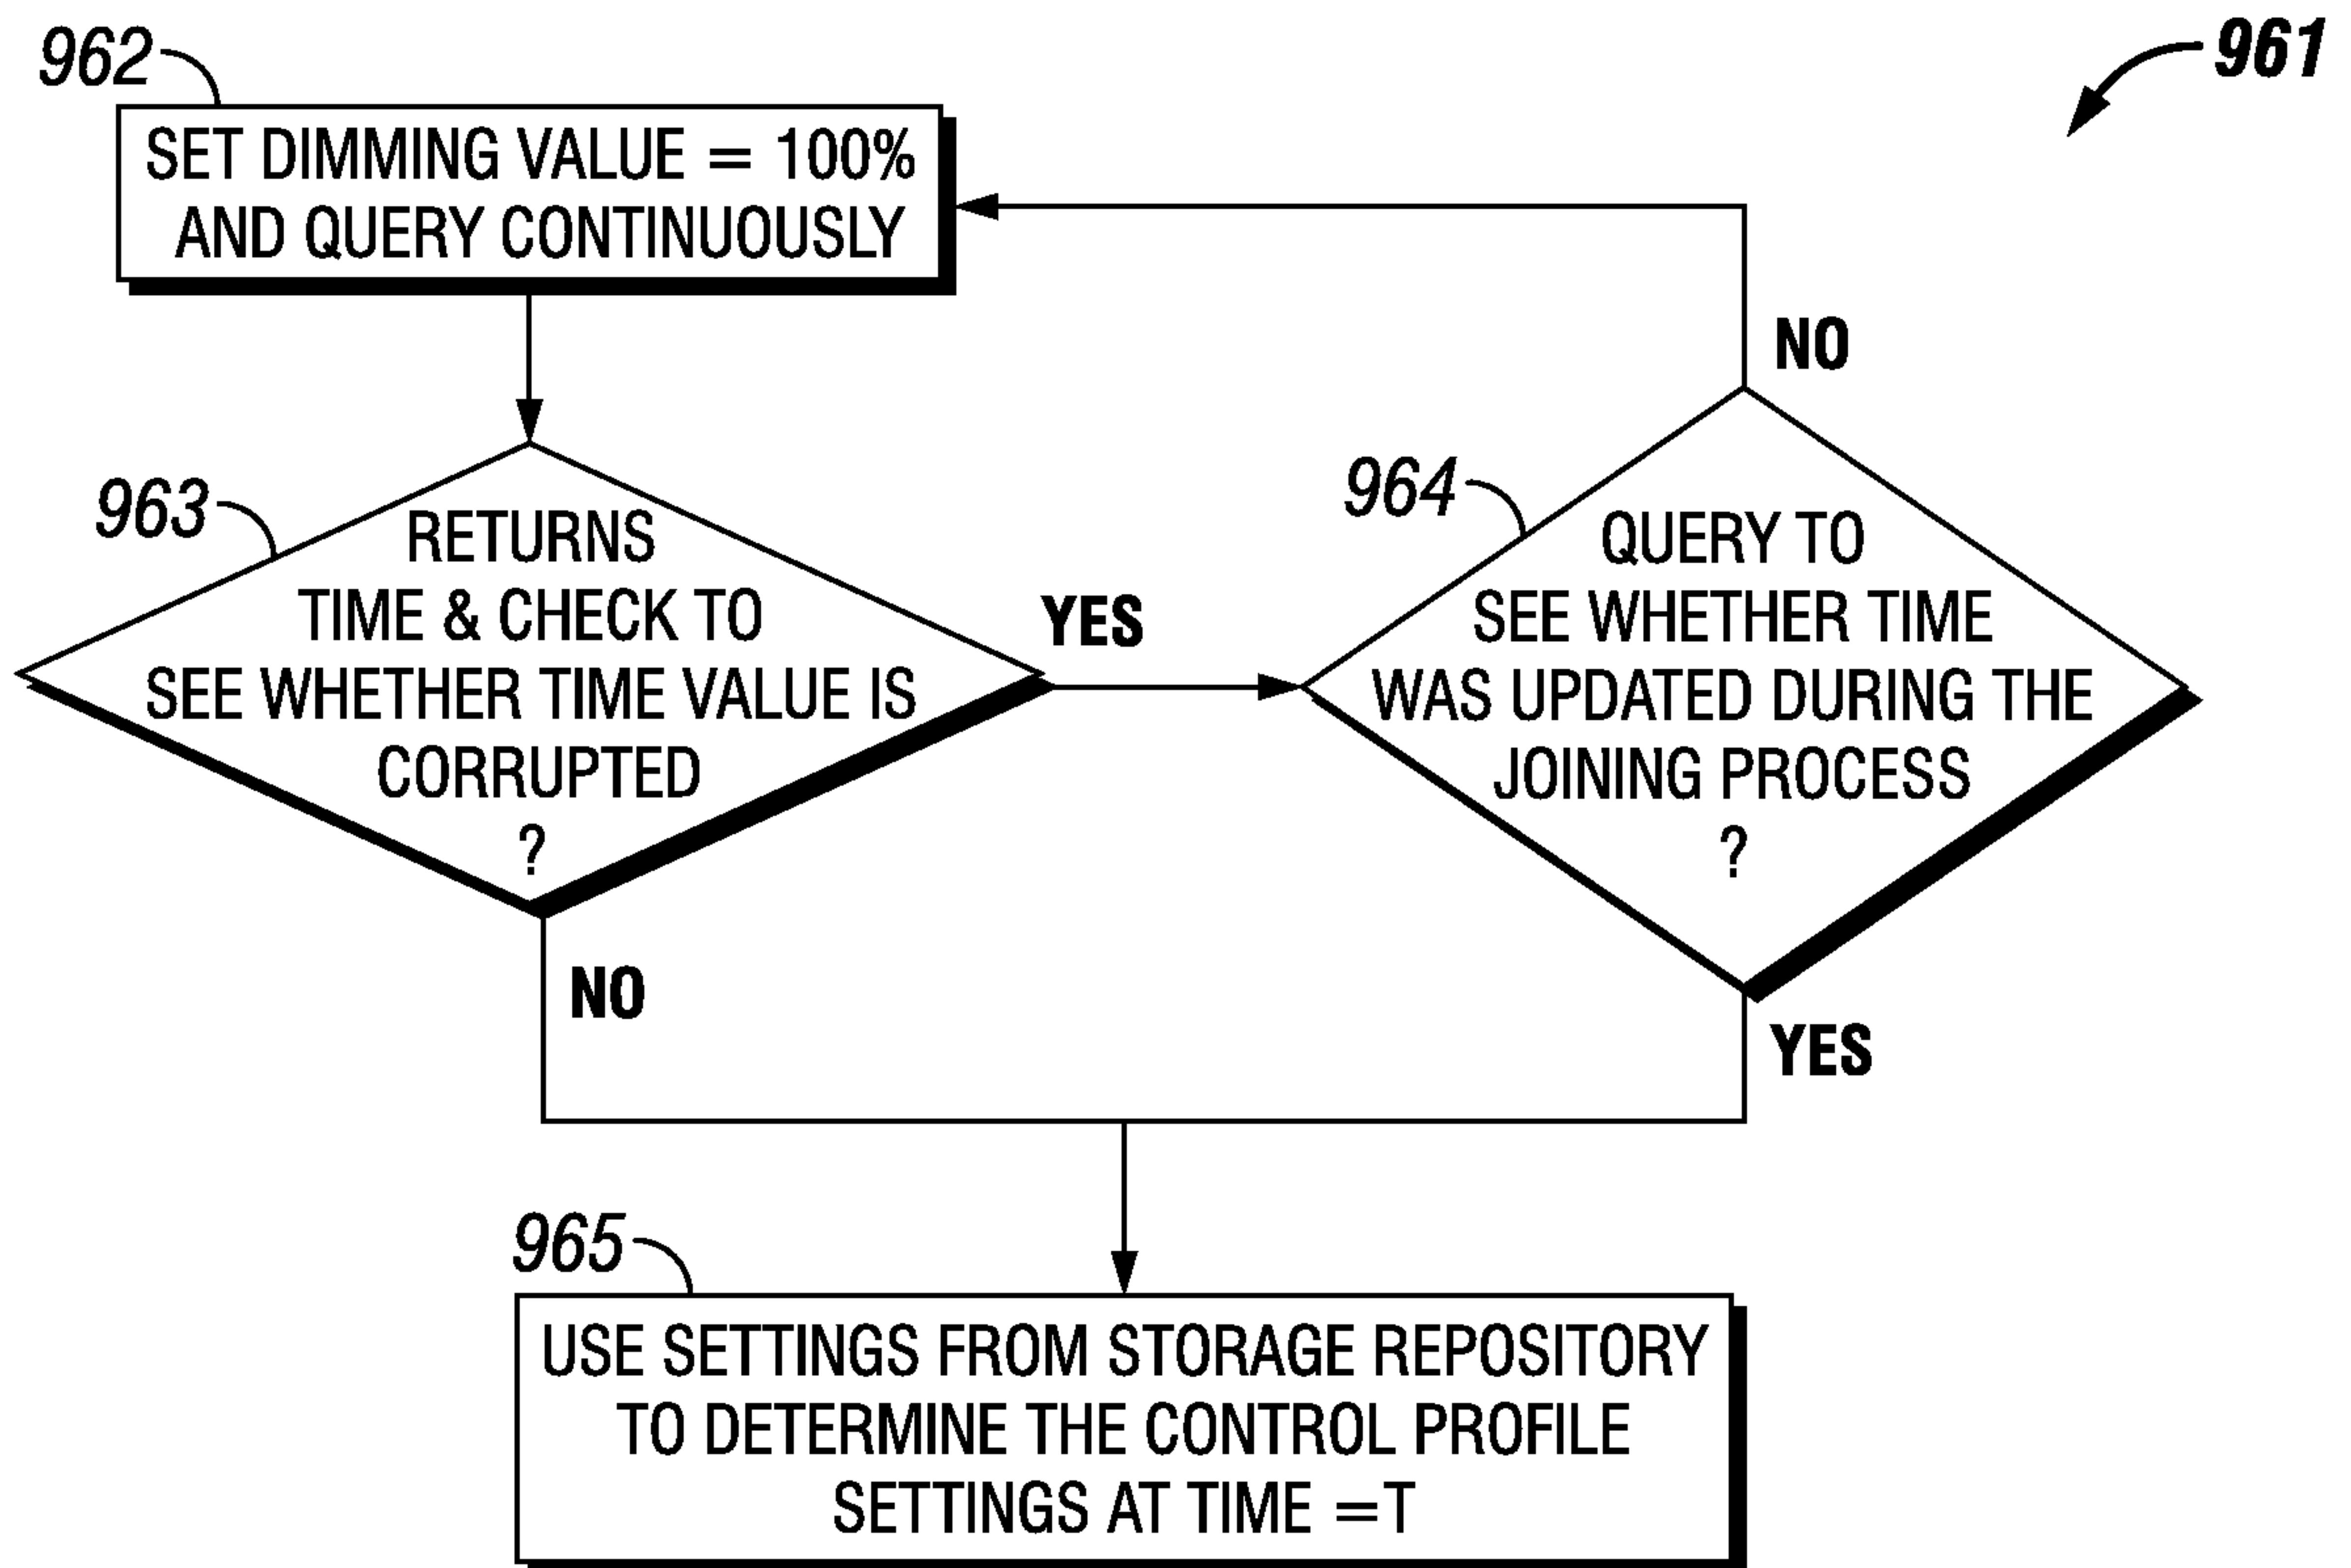 962
961
SET DIMMING VALUE = 100%
AND QUERY CONTINUOUSLY
NO
963
RETURNS
TIME & CHECK TO
SEE WHETHER TIME VALUE IS
CORRUPTED
?
YES
964
QUERY TO
SEE WHETHER TIME
WAS UPDATED DURING THE
JOINING PROCESS
?
NO
YES
965
USE SETTINGS FROM STORAGE REPOSITORY
TO DETERMINE THE CONTROL PROFILE
SETTINGS AT TIME =T